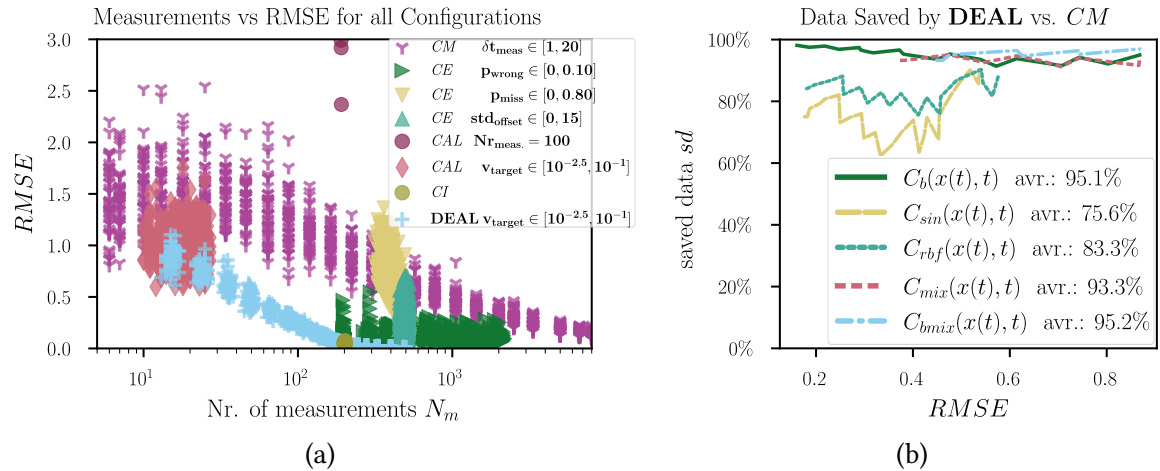 Measurements vs RMSE for all Configurations
3.0
2.5
2.0
1.5
1.0
0.5
0.0
RMSE
10^1
10^2
10^3
Nr. of measurements N_m
CM δt_meas ∈ [1, 20]
CE p_wrong ∈ [0, 0.10]
CE p_miss ∈ [0, 0.80]
CE std_offset ∈ [0, 15]
CAL Nr_meas. = 100
CAL v_target ∈ [10^−2.5, 10^−1]
CI
DEAL v_target ∈ [10^−2.5, 10^−1]
(a)
Data Saved by DEAL vs. CM
100%
80%
60%
40%
20%
0%
saved data sd
0.2
0.4
0.6
0.8
RMSE
C_b(x(t), t) avr.: 95.1%
C_sin(x(t), t) avr.: 75.6%
C_rbf(x(t), t) avr.: 83.3%
C_mix(x(t), t) avr.: 93.3%
C_bmix(x(t), t) avr.: 95.2%
(b)